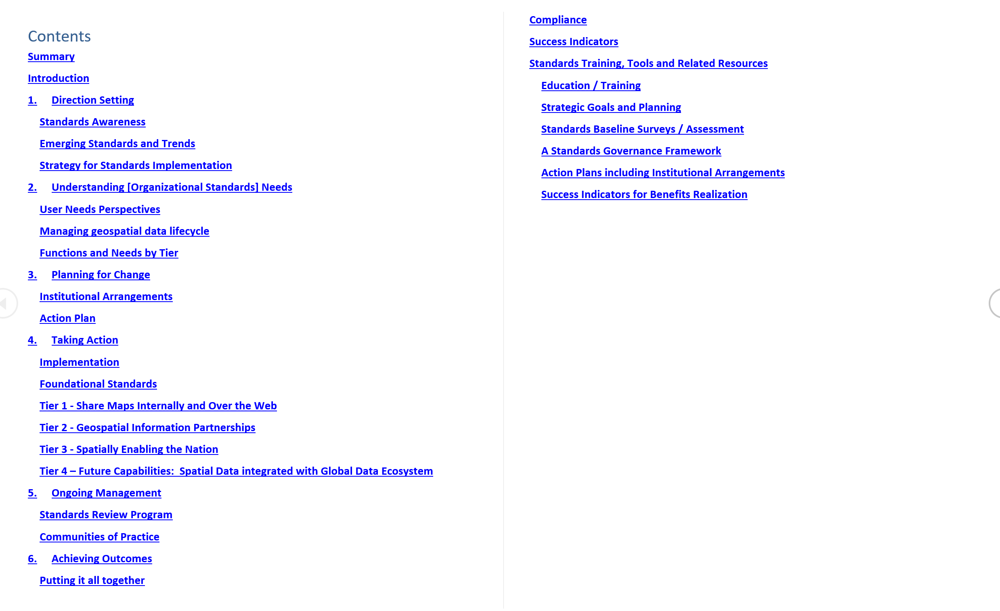 Contents
Summary
Introduction
1. Direction Setting
Standards Awareness
Emerging Standards and Trends
Strategy for Standards Implementation
2. Understanding [Organizational Standards] Needs
User Needs Perspectives
Managing geospatial data lifecycle
Functions and Needs by Tier
3. Planning for Change
Institutional Arrangements
Action Plan
4. Taking Action
Implementation
Foundational Standards
Tier 1 - Share Maps Internally and Over the Web
Tier 2 - Geospatial Information Partnerships
Tier 3 - Spatially Enabling the Nation
Tier 4 – Future Capabilities:  Spatial Data integrated with Global Data Ecosystem
5. Ongoing Management
Standards Review Program
Communities of Practice
6. Achieving Outcomes
Putting it all together
Compliance
Success Indicators
Standards Training, Tools and Related Resources
Education / Training
Strategic Goals and Planning
Standards Baseline Surveys / Assessment
A Standards Governance Framework
Action Plans including Institutional Arrangements
Success Indicators for Benefits Realization